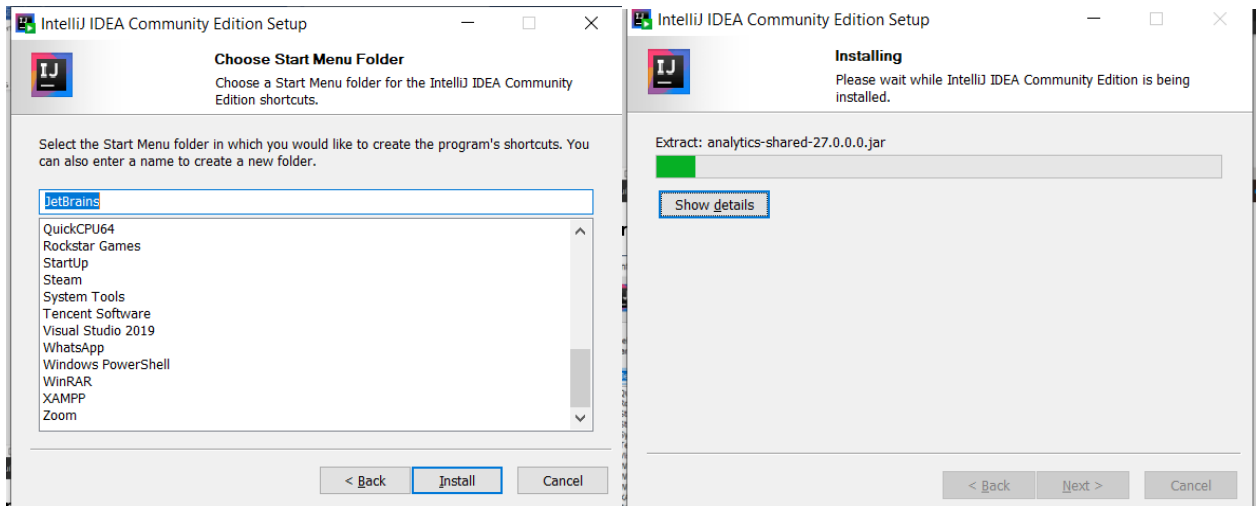 IntelliJ IDEA Community Edition Setup
IJ
Choose Start Menu Folder
Choose a Start Menu folder for the IntelliJ IDEA Community
Edition shortcuts.
Select the Start Menu folder in which you would like to create the program's shortcuts. You
can also enter a name to create a new folder.
JetBrains
QuickCPU64
Rockstar Games
StartUp
Steam
System Tools
Tencent Software
Visual Studio 2019
WhatsApp
Windows PowerShell
WinRAR
XAMPP
Zoom
< Back Install Cancel
IntelliJ IDEA Community Edition Setup
IJ
Installing
Please wait while IntelliJ IDEA Community Edition is being
installed.
Extract: analytics-shared-27.0.0.0.jar
Show details
< Back Next > Cancel